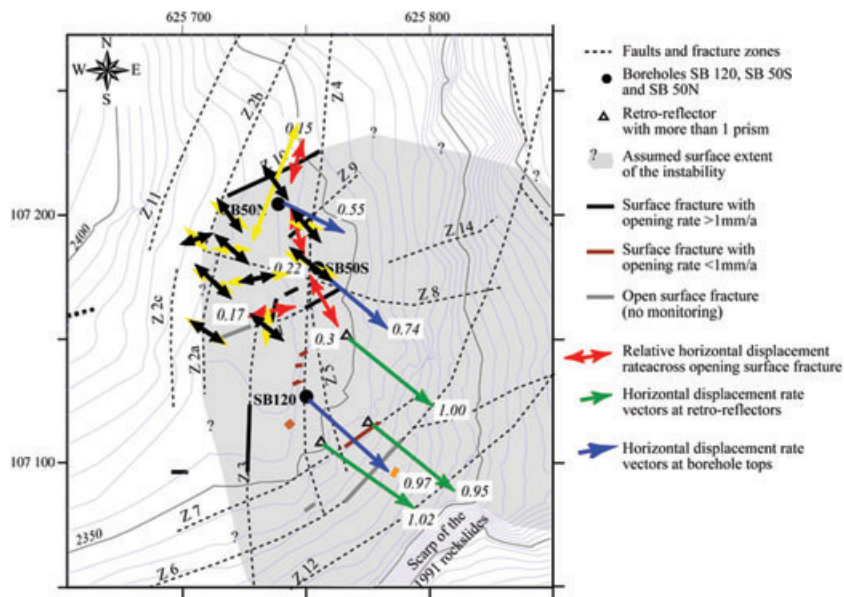 625 700
625 800
N
W
E
S
Z 2b
Z 4
?
0.15
?
Z 10
Z 9
Z 11
107 200
SB50N
0.55
2400
Z 14
SB50S
0.22
?
Z 8
Z 2c
0.17
0.74
0.3
Z 2a
Z 5
1.00
SB120
?
107 100
Z 3
0.97
0.95
1.02
Z 7
2350
?
Z 6
Z 12
Scarp of the
1991 rockslides
Faults and fracture zones
Boreholes SB 120, SB 50S
and SB 50N
Retro-reflector
with more than 1 prism
?
Assumed surface extent
of the instability
Surface fracture with
opening rate >1mm/a
Surface fracture with
opening rate <1mm/a
Open surface fracture
(no monitoring)
Relative horizontal displacement
rateacross opening surface fracture
Horizontal displacement rate
vectors at retro-reflectors
Horizontal displacement rate
vectors at borehole tops